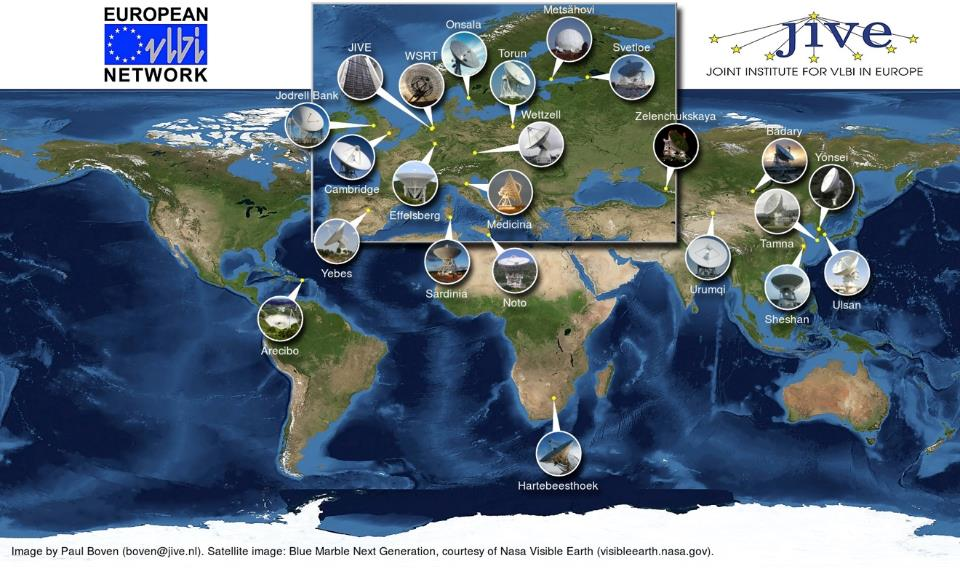 EUROPEAN
vlbi
NETWORK
jive
JOINT INSTITUTE FOR VLBI IN EUROPE
Metsähovi
Onsala
JIVE
WSRT
Torun
Svetloe
Jodrell Bank
Wettzell
Zelenchukskaya
Badary
Yonsei
Cambridge
Effelsberg
Medicina
Tamna
Yebes
Sardinia
Noto
Urumqi
Sheshan
Ulsan
Arecibo
Hartebeesthoek
Image by Paul Boven (boven@jive.nl). Satellite image: Blue Marble Next Generation, courtesy of Nasa Visible Earth (visibleearth.nasa.gov).